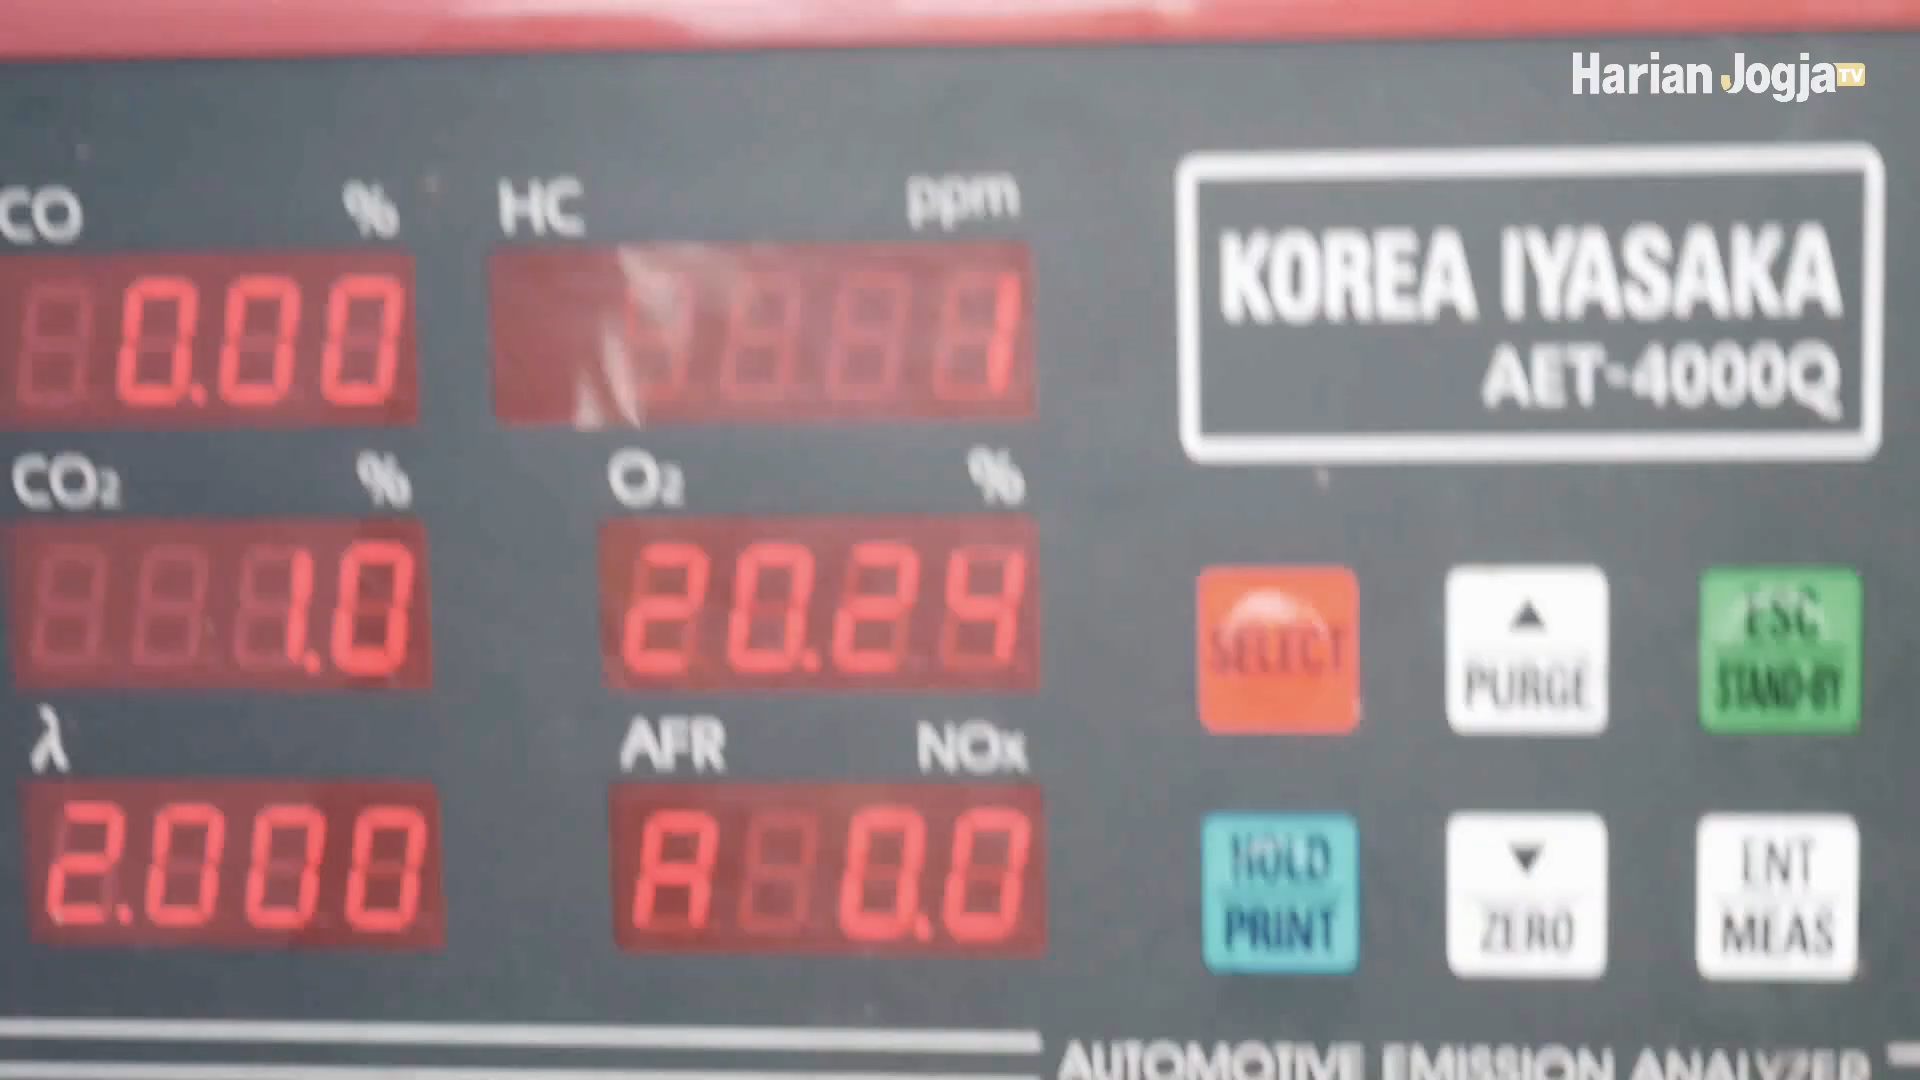 Harian Jogja TV
CO %
HC ppm
0.00
1
KOREA IYASAKA
AET-4000Q
CO2 %
O2 %
1.0
20.24
SELECT
▲
PURGE
ESC
STAND-BY
λ
AFR NOx
2.000
A 0.0
HOLD
PRINT
▼
ZERO
ENT
MEAS
AUTOMOTIVE EMISSION ANALYZER